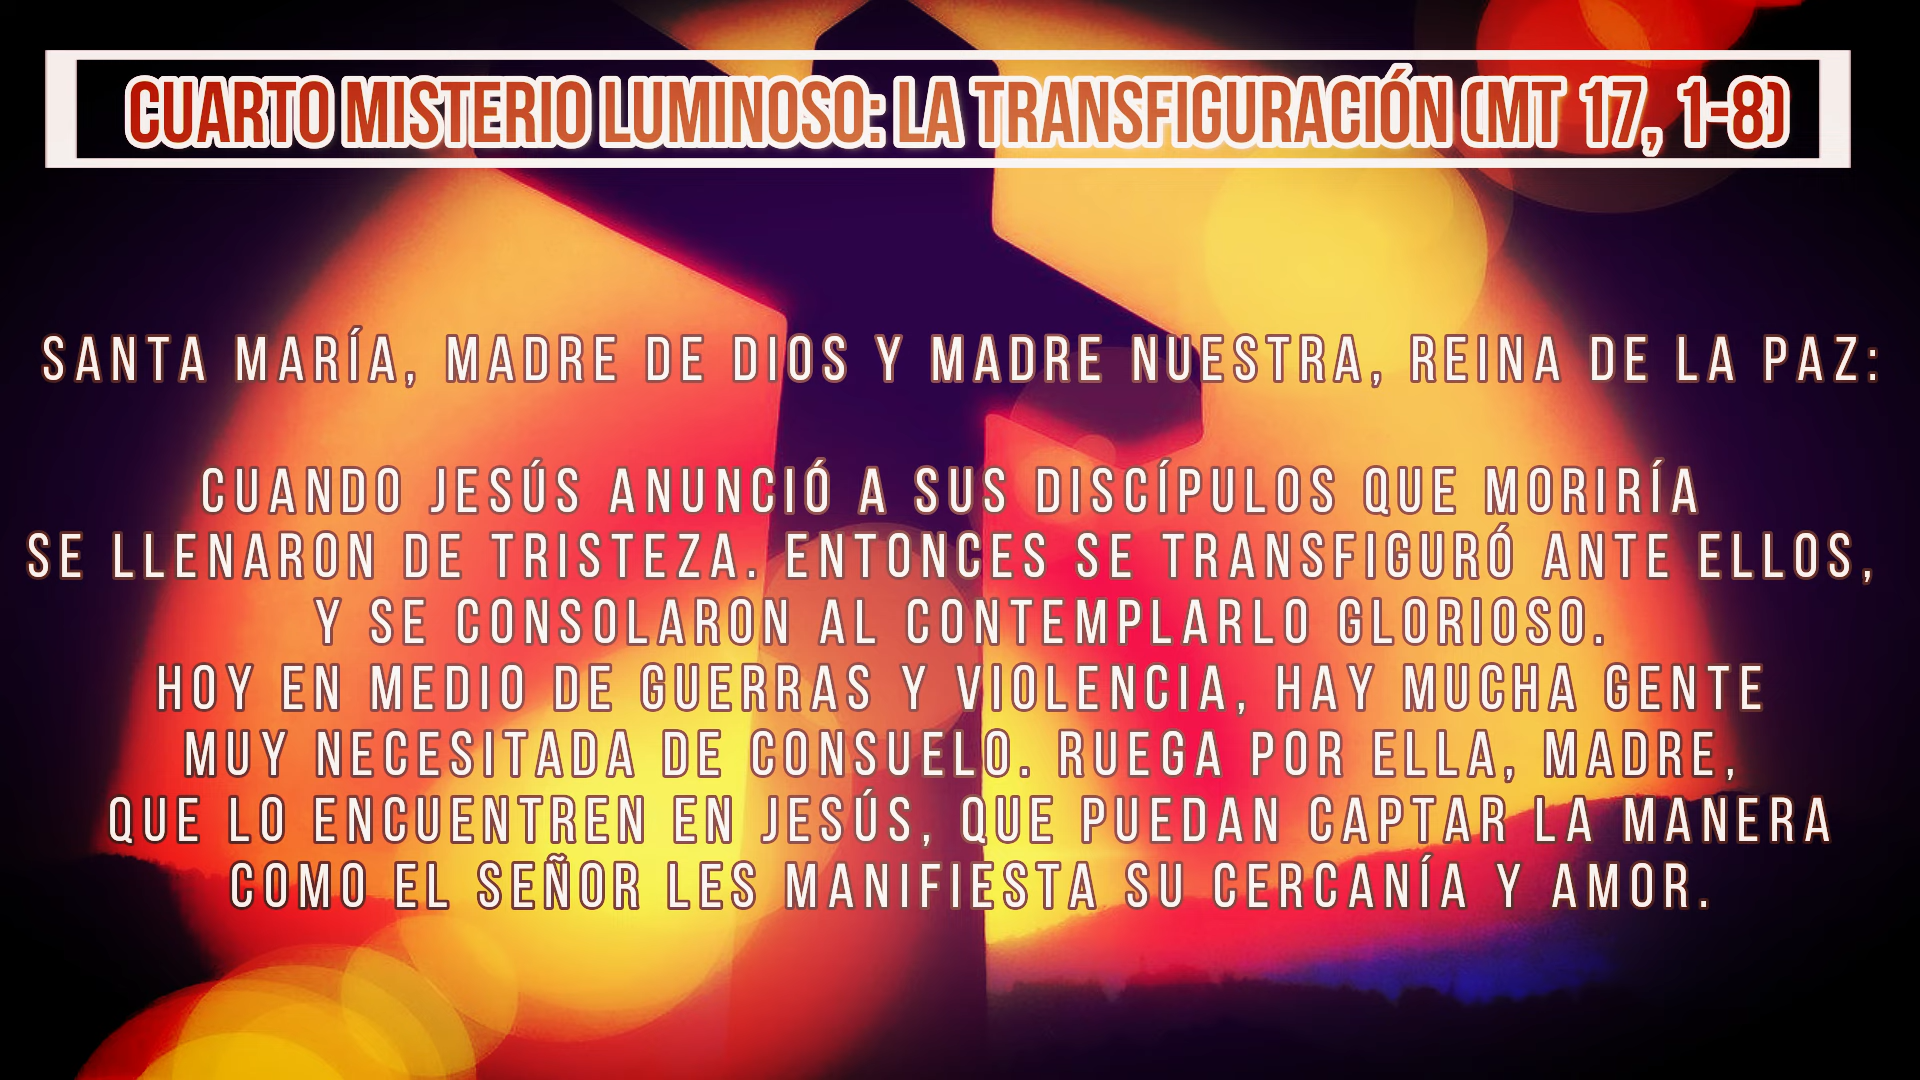 CUARTO MISTERIO LUMINOSO: LA TRANSFIGURACIÓN (MT 17, 1-8)
SANTA MARÍA, MADRE DE DIOS Y MADRE NUESTRA, REINA DE LA PAZ:
CUANDO JESÚS ANUNCIÓ A SUS DISCÍPULOS QUE MORIRÍA
SE LLENARON DE TRISTEZA. ENTONCES SE TRANSFIGURÓ ANTE ELLOS,
Y SE CONSOLARON AL CONTEMPLARLO GLORIOSO.
HOY EN MEDIO DE GUERRAS Y VIOLENCIA, HAY MUCHA GENTE
MUY NECESITADA DE CONSUELO. RUEGA POR ELLA, MADRE,
QUE LO ENCUENTREN EN JESÚS, QUE PUEDAN CAPTAR LA MANERA
COMO EL SEÑOR LES MANIFIESTA SU CERCANÍA Y AMOR.